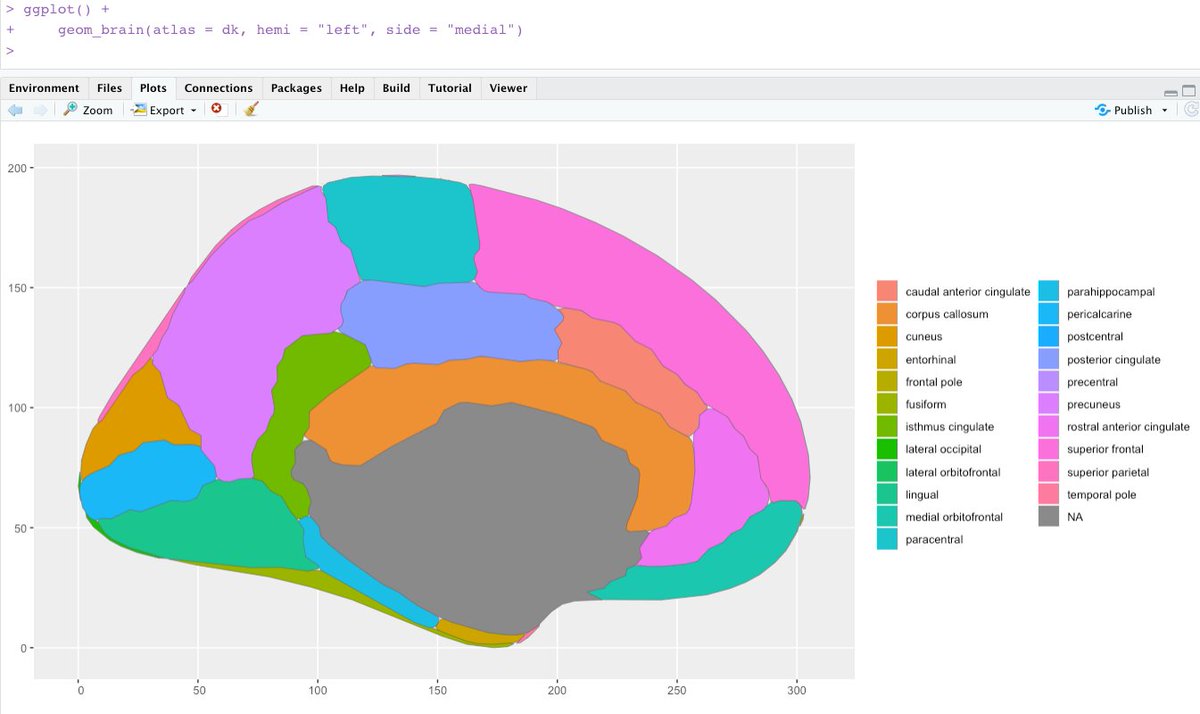 > ggplot() +
+     geom_brain(atlas = dk, hemi = "left", side = "medial")
>
Environment Files Plots Connections Packages Help Build Tutorial Viewer
Zoom Export Publish
200
150
100
50
0
0 50 100 150 200 250 300
caudal anterior cingulate
corpus callosum
cuneus
entorhinal
frontal pole
fusiform
isthmus cingulate
lateral occipital
lateral orbitofrontal
lingual
medial orbitofrontal
paracentral
parahippocampal
pericalcarine
postcentral
posterior cingulate
precentral
precuneus
rostral anterior cingulate
superior frontal
superior parietal
temporal pole
NA